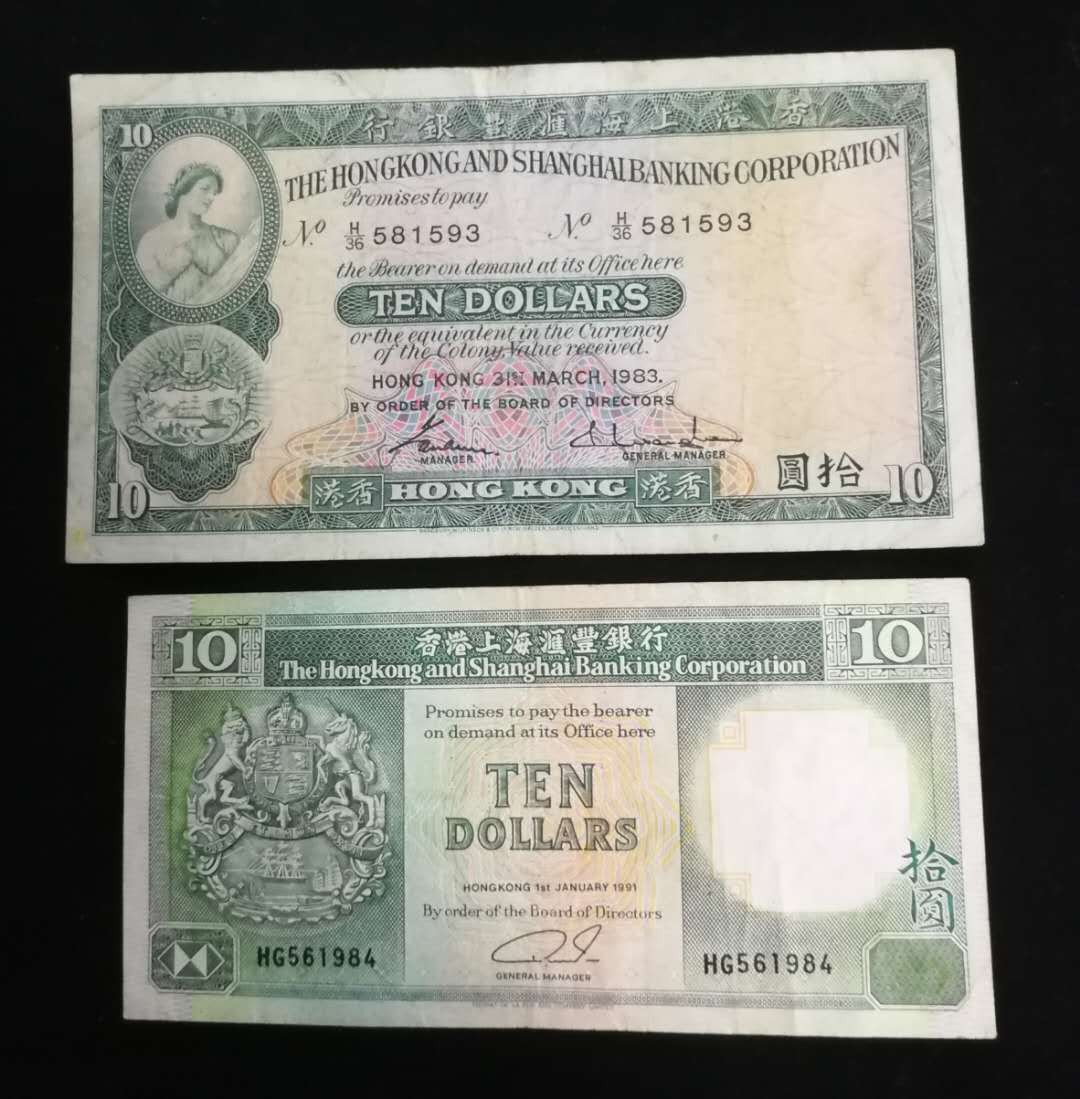 10
行銀豐滙海上港香
THE HONGKONG AND SHANGHAI BANKING CORPORATION
Promises to pay
Nº H/36 581593 Nº H/36 581593
the Bearer on demand at its Office here
TEN DOLLARS
or the equivalent in the Currency
of the Colony, Value received.
HONG KONG 31ST MARCH, 1983.
BY ORDER OF THE BOARD OF DIRECTORS
MANAGER GENERAL MANAGER
圓拾
10 港香 HONG KONG 港香 10
10 香港上海滙豐銀行 10
The Hongkong and Shanghai Banking Corporation
Promises to pay the bearer
on demand at its Office here
TEN
DOLLARS
拾
圓
HONGKONG 1st JANUARY 1991
By order of the Board of Directors
HG561984 HG561984
GENERAL MANAGER